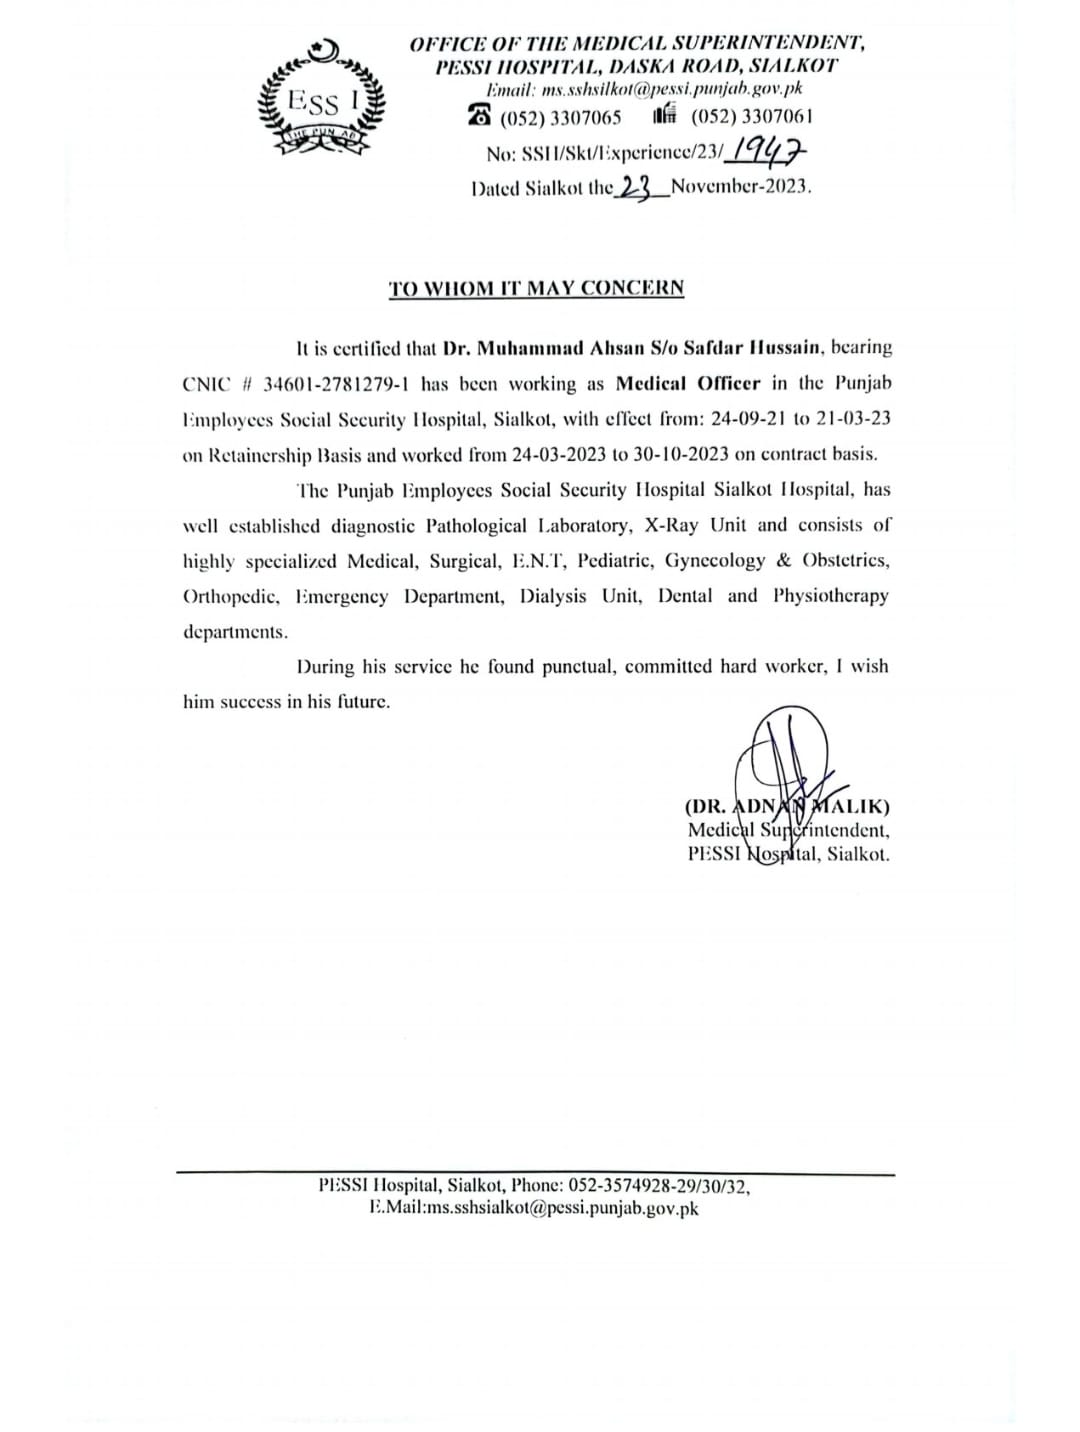 OFFICE OF THE MEDICAL SUPERINTENDENT,
PESSI HOSPITAL, DASKA ROAD, SIALKOT
Email: ms.sshsilkot@pessi.punjab.gov.pk
(052) 3307065 (052) 3307061
No: SSH/Skt/Experience/23/ 1947
Dated Sialkot the 23 November-2023.
ESS I
THE PUNJAB
TO WHOM IT MAY CONCERN
It is certified that Dr. Muhammad Ahsan S/o Safdar Hussain, bearing
CNIC # 34601-2781279-1 has been working as Medical Officer in the Punjab
Employees Social Security Hospital, Sialkot, with effect from: 24-09-21 to 21-03-23
on Retainership Basis and worked from 24-03-2023 to 30-10-2023 on contract basis.
The Punjab Employees Social Security Hospital Sialkot Hospital, has
well established diagnostic Pathological Laboratory, X-Ray Unit and consists of
highly specialized Medical, Surgical, E.N.T, Pediatric, Gynecology & Obstetrics,
Orthopedic, Emergency Department, Dialysis Unit, Dental and Physiotherapy
departments.
During his service he found punctual, committed hard worker, I wish
him success in his future.
(DR. ADNAN MALIK)
Medical Superintendent,
PESSI Hospital, Sialkot.
PESSI Hospital, Sialkot, Phone: 052-3574928-29/30/32,
E.Mail:ms.sshsialkot@pessi.punjab.gov.pk